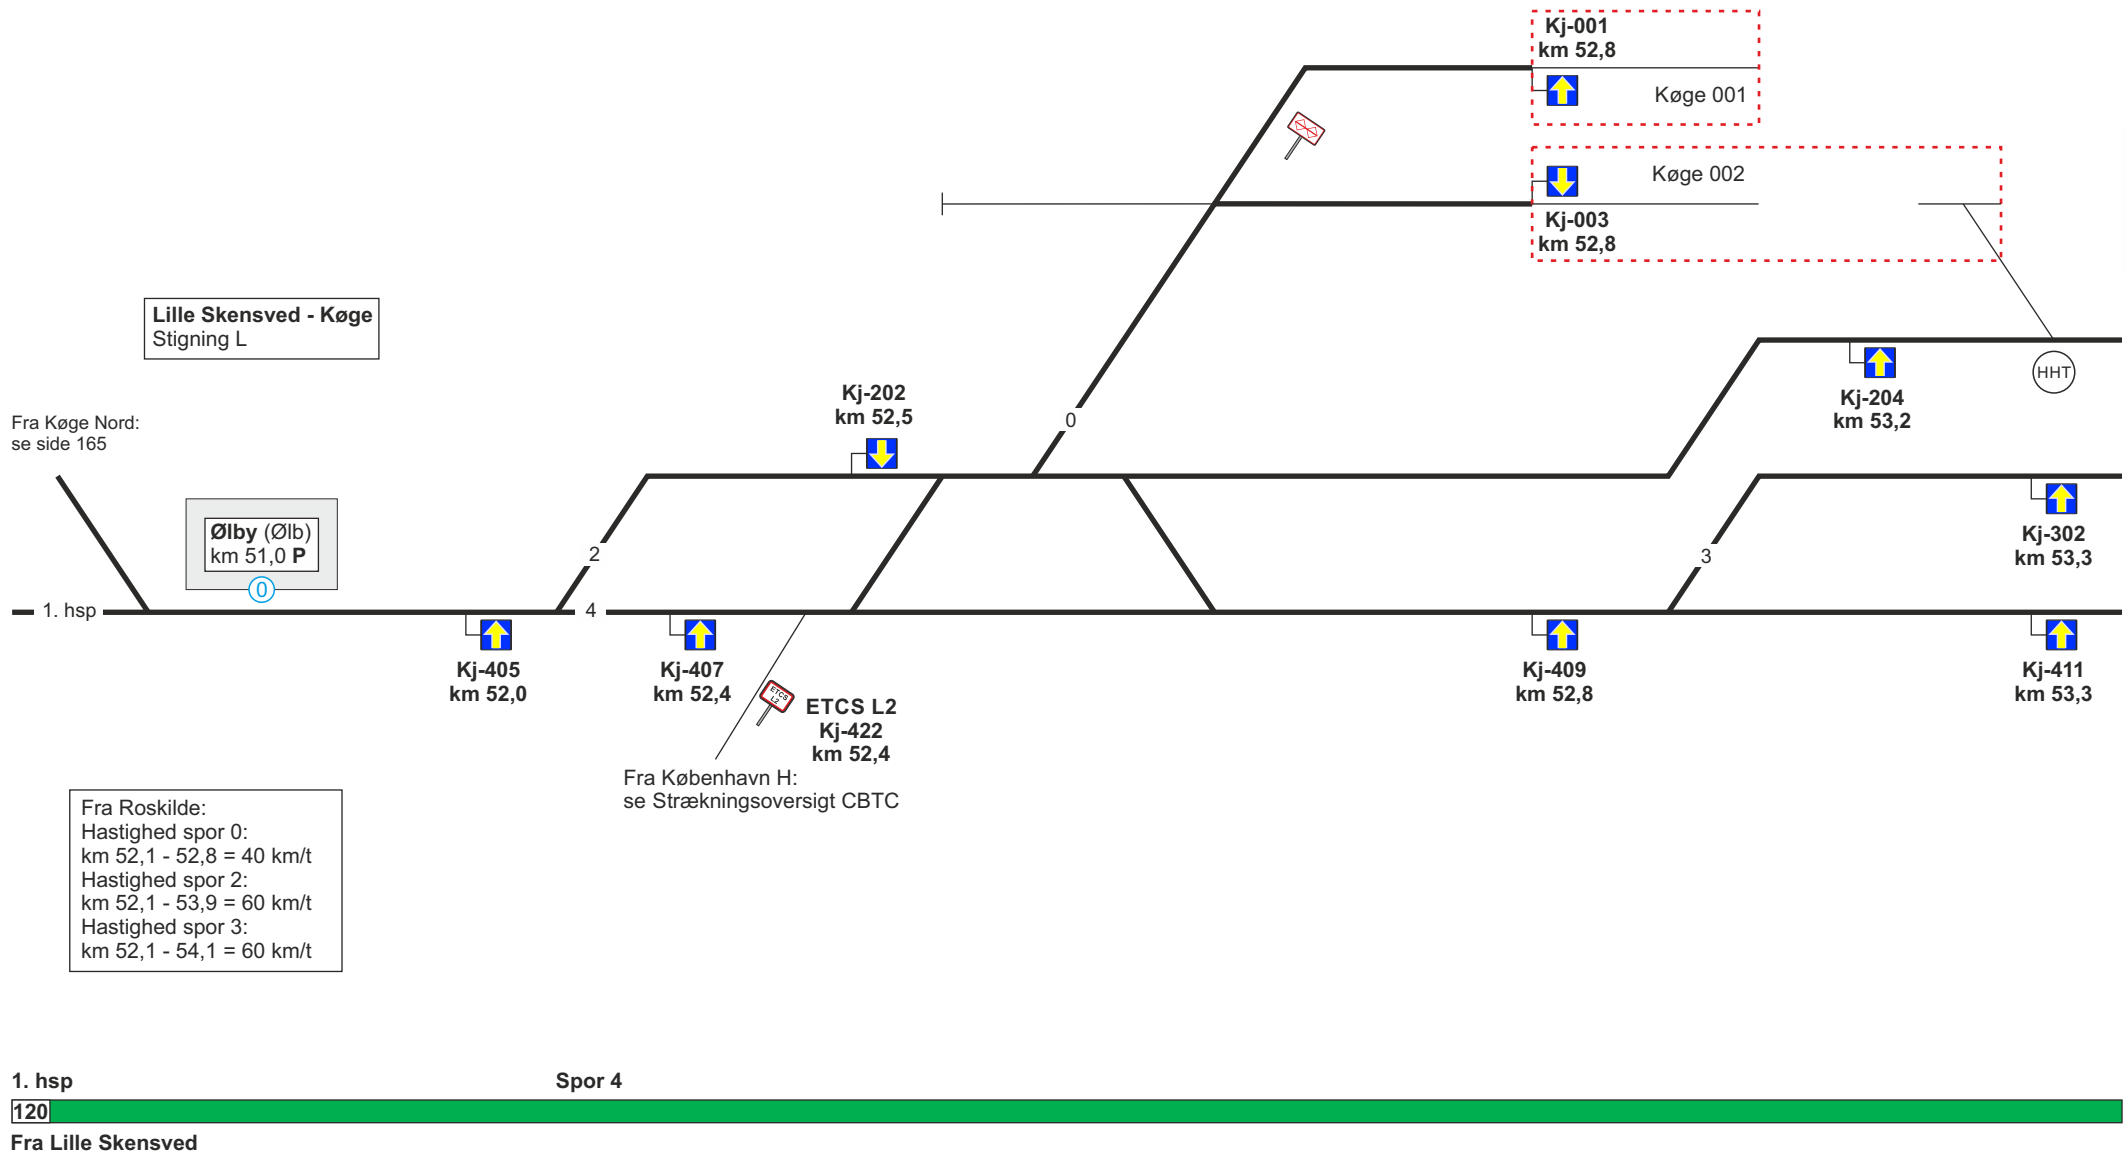 Kj-001
km 52,8
Køge 001
Køge 002
Kj-003
km 52,8
Lille Skensved - Køge
Stigning L
Fra Køge Nord:
se side 165
Kj-202
km 52,5
0
Kj-204
km 53,2
HHT
Ølby (Ølb)
km 51,0 P
0
2
3
Kj-302
km 53,3
1. hsp
4
Kj-405
km 52,0
Kj-407
km 52,4
ETCS
L2
ETCS L2
Kj-422
km 52,4
Kj-409
km 52,8
Kj-411
km 53,3
Fra København H:
se Strækningsoversigt CBTC
Fra Roskilde:
Hastighed spor 0:
km 52,1 - 52,8 = 40 km/t
Hastighed spor 2:
km 52,1 - 53,9 = 60 km/t
Hastighed spor 3:
km 52,1 - 54,1 = 60 km/t
1. hsp
Spor 4
120
Fra Lille Skensved